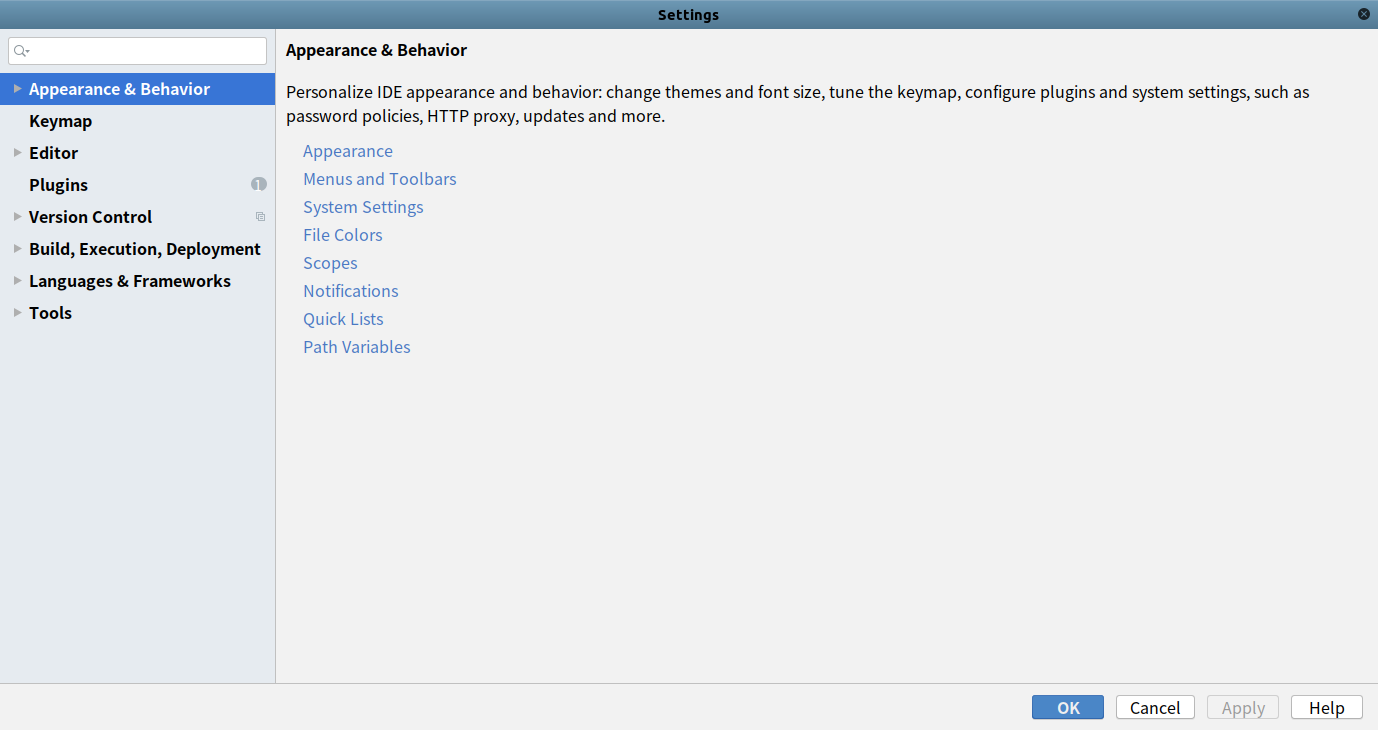 Settings
Appearance & Behavior
Keymap
Editor
Plugins 1
Version Control
Build, Execution, Deployment
Languages & Frameworks
Tools
Appearance & Behavior
Personalize IDE appearance and behavior: change themes and font size, tune the keymap, configure plugins and system settings, such as
password policies, HTTP proxy, updates and more.
Appearance
Menus and Toolbars
System Settings
File Colors
Scopes
Notifications
Quick Lists
Path Variables
OK Cancel Apply Help